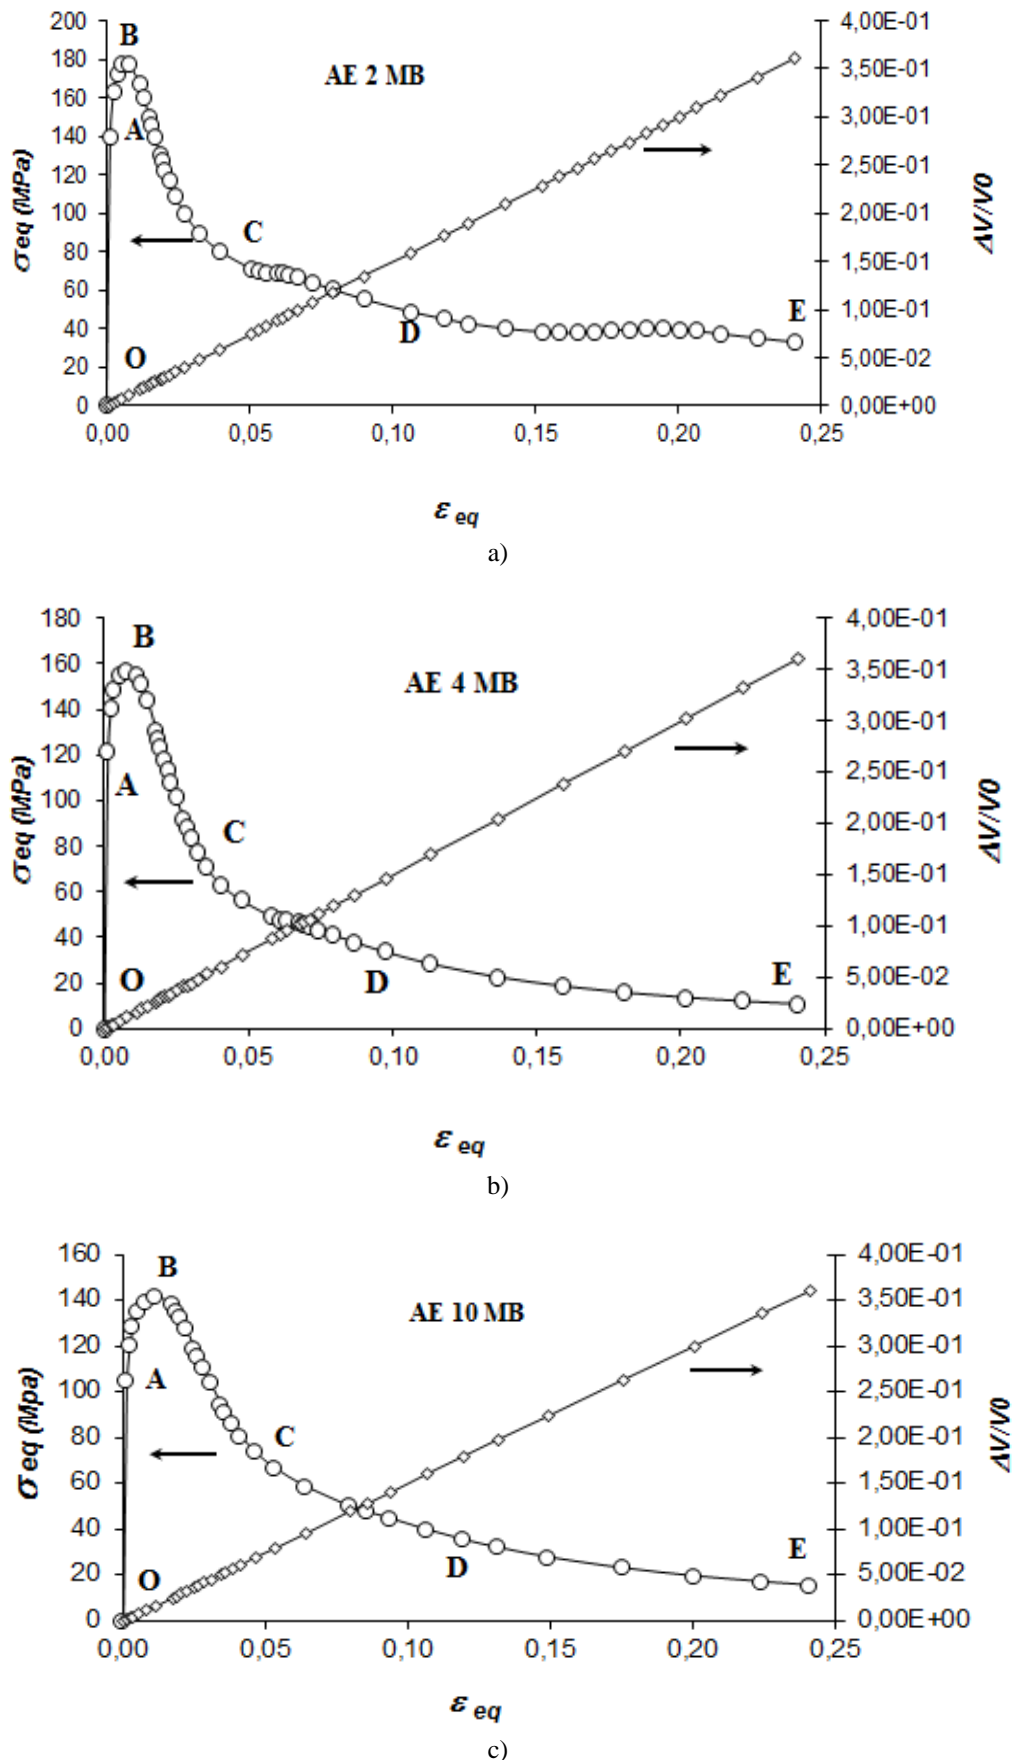 200
180
160
140
120
100
80
60
40
20
0
σeq (MPa)
B
A
C
O
D
E
AE 2 MB
4,00E-01
3,50E-01
3,00E-01
2,50E-01
2,00E-01
1,50E-01
1,00E-01
5,00E-02
0,00E+00
ΔV/V0
0,00 0,05 0,10 0,15 0,20 0,25
ε eq
a)
180
160
140
120
100
80
60
40
20
0
σeq (MPa)
B
A
C
O
D
E
AE 4 MB
4,00E-01
3,50E-01
3,00E-01
2,50E-01
2,00E-01
1,50E-01
1,00E-01
5,00E-02
0,00E+00
ΔV/V0
0,00 0,05 0,10 0,15 0,20 0,25
ε eq
b)
160
140
120
100
80
60
40
20
0
σeq (Mpa)
B
A
C
O
D
E
AE 10 MB
4,00E-01
3,50E-01
3,00E-01
2,50E-01
2,00E-01
1,50E-01
1,00E-01
5,00E-02
0,00E+00
ΔV/V0
0,00 0,05 0,10 0,15 0,20 0,25
ε eq
c)